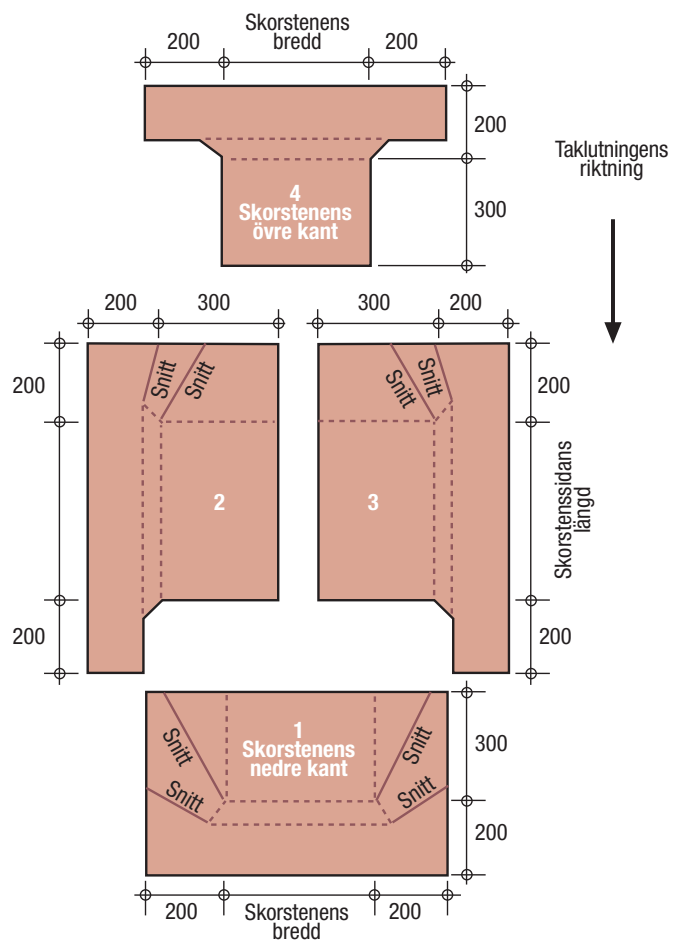 Skorstenens
200 bredd 200
200
Taklutningens
riktning
4
Skorstenens
övre kant
300
200 300 300 200
200 Snitt Snitt Snitt Snitt 200
2 3
Skorstenssidans
längd
200 200
1
Skorstenens
nedre kant
Snitt Snitt
300
Snitt Snitt
200
200 Skorstenens 200
bredd